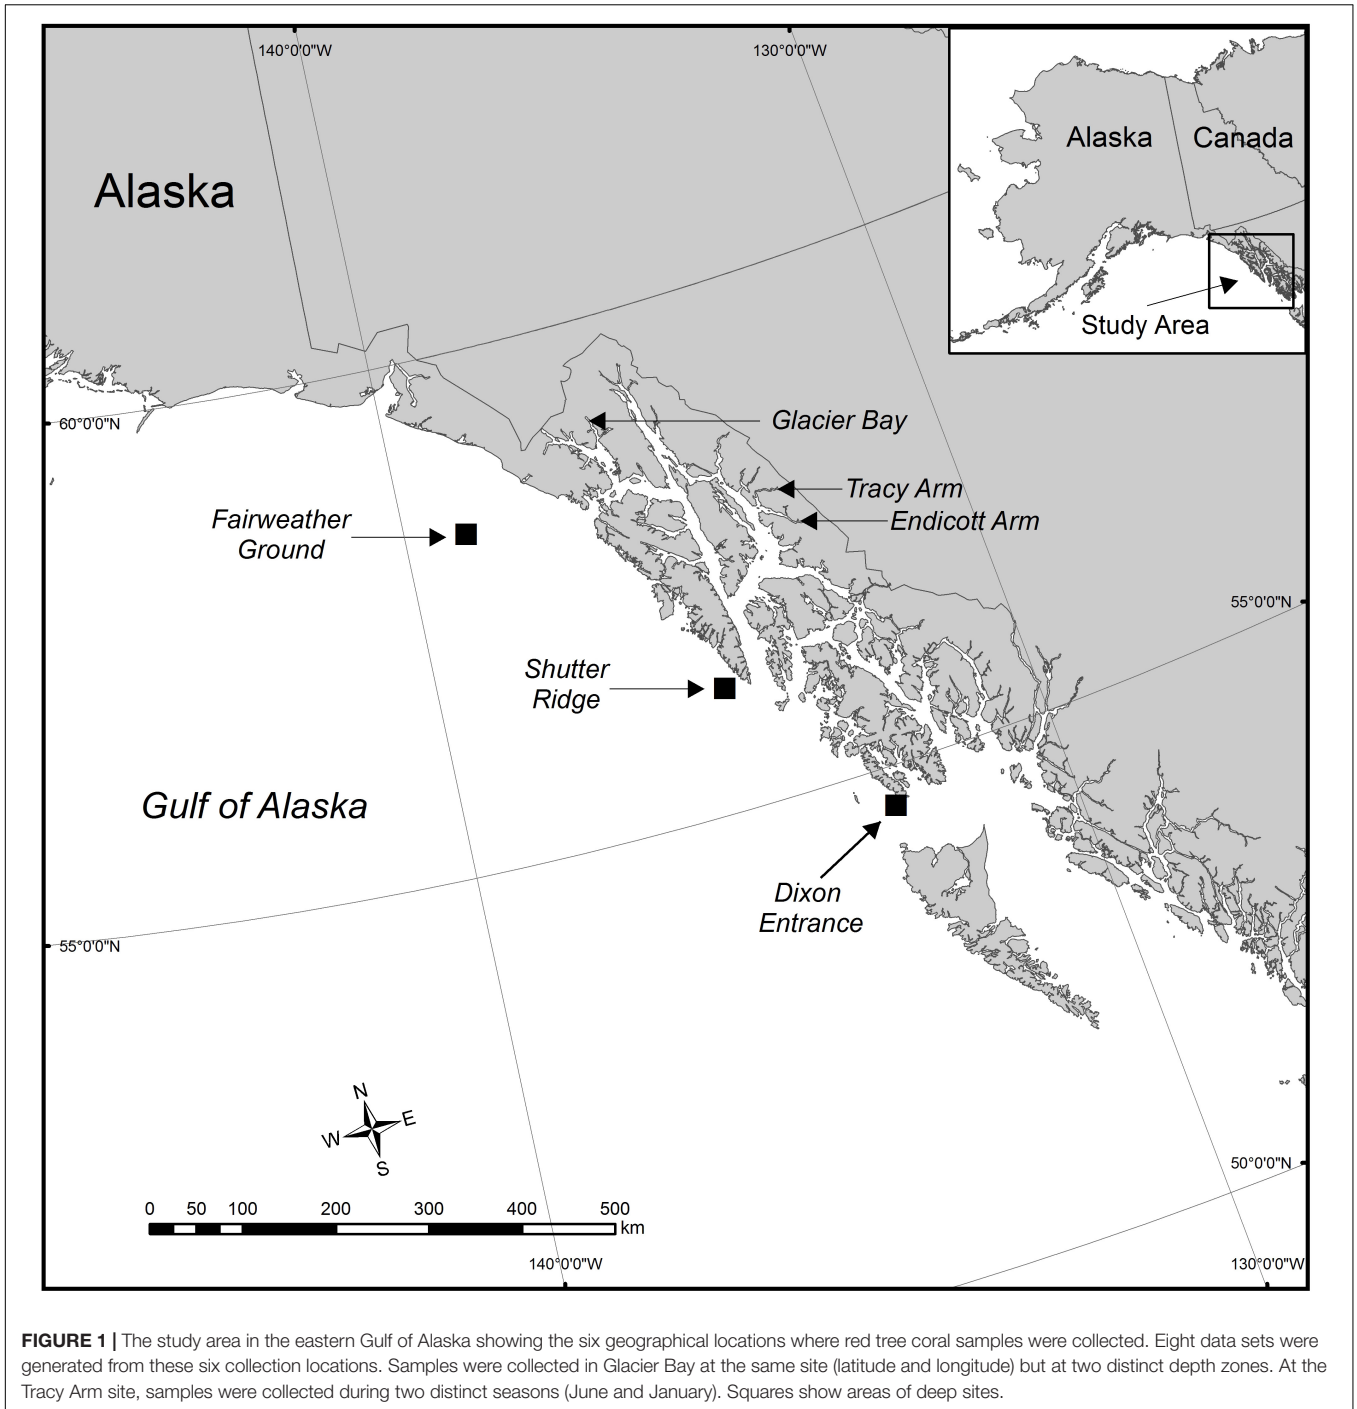 140°0'0"W
130°0'0"W
Alaska
Canada
Study Area
Alaska
60°0'0"N
Glacier Bay
Tracy Arm
Endicott Arm
Fairweather
Ground
55°0'0"N
Shutter
Ridge
Gulf of Alaska
Dixon
Entrance
55°0'0"N
N
W
E
S
50°0'0"N
0 50 100 200 300 400 500
km
140°0'0"W
130°0'0"W
FIGURE 1 | The study area in the eastern Gulf of Alaska showing the six geographical locations where red tree coral samples were collected. Eight data sets were
generated from these six collection locations. Samples were collected in Glacier Bay at the same site (latitude and longitude) but at two distinct depth zones. At the
Tracy Arm site, samples were collected during two distinct seasons (June and January). Squares show areas of deep sites.